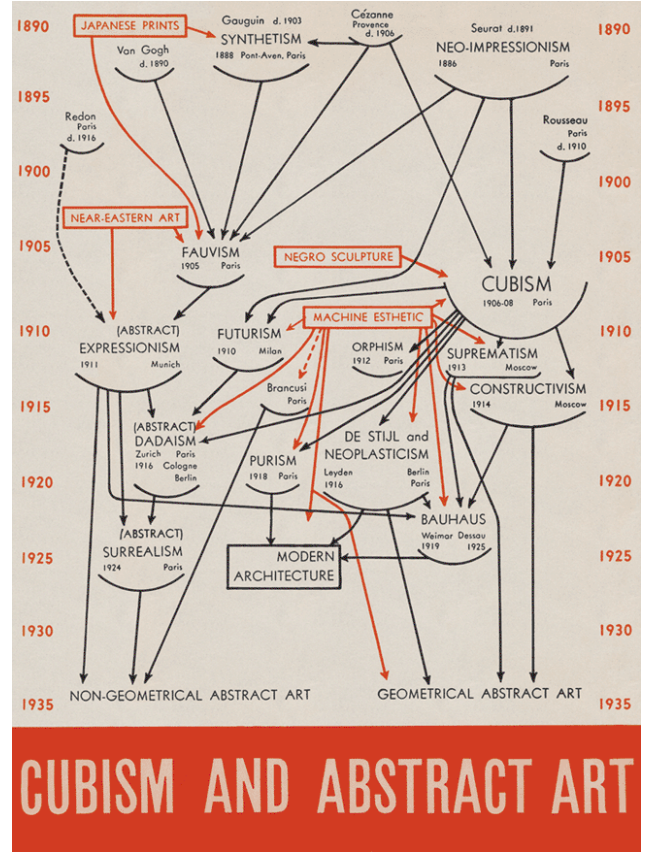 1890
JAPANESE PRINTS
Gauguin d. 1903
SYNTHETISM
1888 Pont-Aven, Paris
Cézanne
Provence
d. 1906
Seurat d.1891
NEO-IMPRESSIONISM
1886 Paris
1890
Van Gogh
d. 1890
1895
1895
Redon
Paris
d. 1916
Rousseau
Paris
d. 1910
1900
1900
NEAR-EASTERN ART
1905
FAUVISM
1905 Paris
NEGRO SCULPTURE
1905
CUBISM
1906-08 Paris
1910
(ABSTRACT)
EXPRESSIONISM
1911 Munich
FUTURISM
1910 Milan
MACHINE ESTHETIC
1910
ORPHISM
1912 Paris
SUPREMATISM
1913 Moscow
Brancusi
Paris
CONSTRUCTIVISM
1914 Moscow
1915
1915
(ABSTRACT)
DADAISM
Zurich Paris
1916 Cologne
Berlin
PURISM
1918 Paris
DE STIJL and
NEOPLASTICISM
Leyden Berlin
1916 Paris
1920
1920
BAUHAUS
Weimar Dessau
1919 1925
(ABSTRACT)
SURREALISM
1924 Paris
MODERN
ARCHITECTURE
1925
1925
1930
1930
NON-GEOMETRICAL ABSTRACT ART
GEOMETRICAL ABSTRACT ART
1935
1935
CUBISM AND ABSTRACT ART